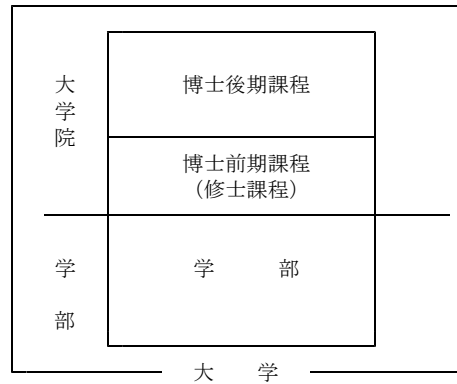 大学院
博士後期課程
博士前期課程
（修士課程）
学部
学　　部
大　学